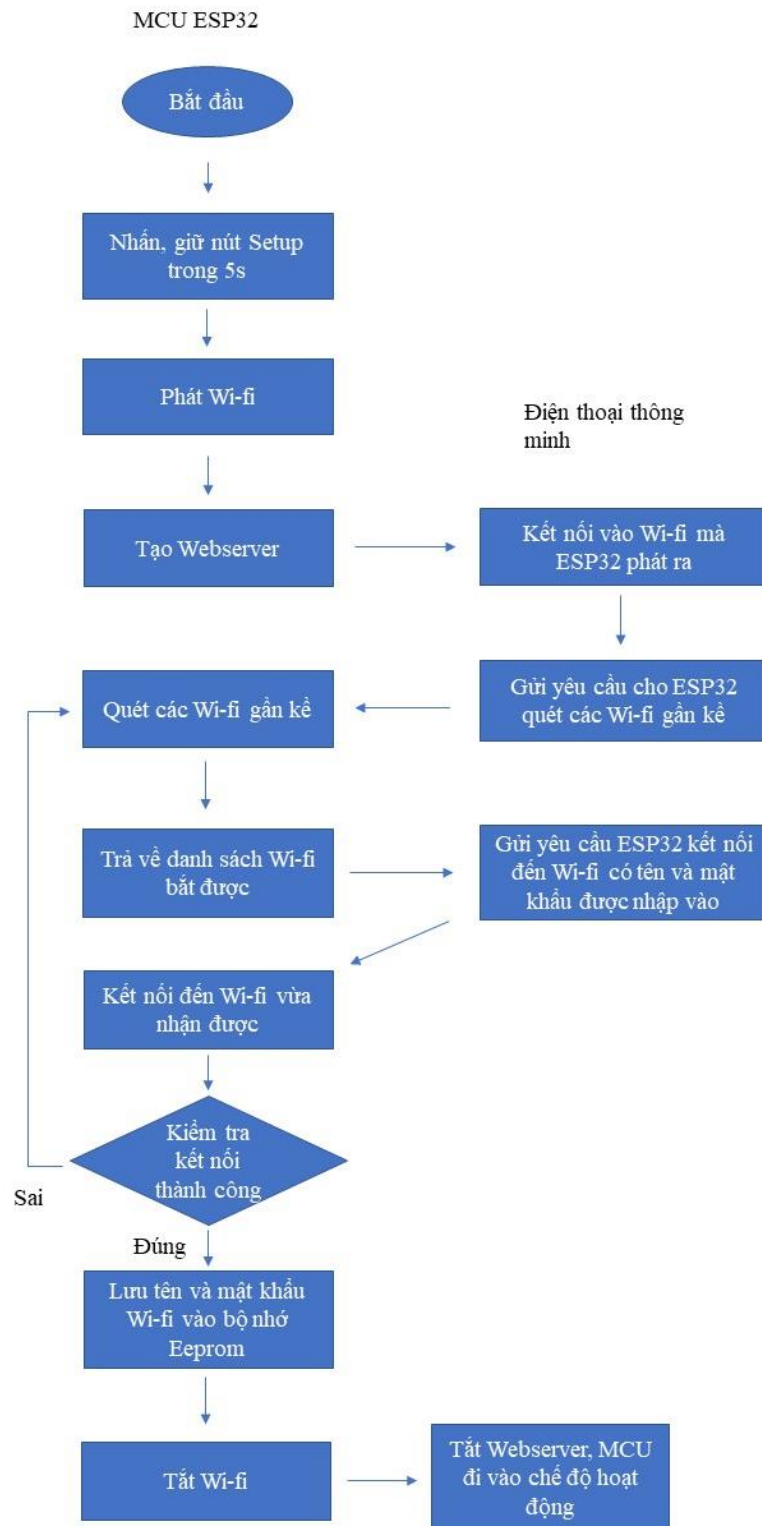 MCU ESP32
Bắt đầu
Nhấn, giữ nút Setup
trong 5s
Phát Wi-fi
Điện thoại thông
minh
Tạo Webserver
Kết nối vào Wi-fi mà
ESP32 phát ra
Quét các Wi-fi gần kề
Gửi yêu cầu cho ESP32
quét các Wi-fi gần kề
Trả về danh sách Wi-fi
bắt được
Gửi yêu cầu ESP32 kết nối
đến Wi-fi có tên và mật
khẩu được nhập vào
Kết nối đến Wi-fi vừa
nhận được
Kiểm tra
kết nối
thành công
Sai
Đúng
Lưu tên và mật khẩu
Wi-fi vào bộ nhớ
Eeprom
Tắt Wi-fi
Tắt Webserver, MCU
đi vào chế độ hoạt
động